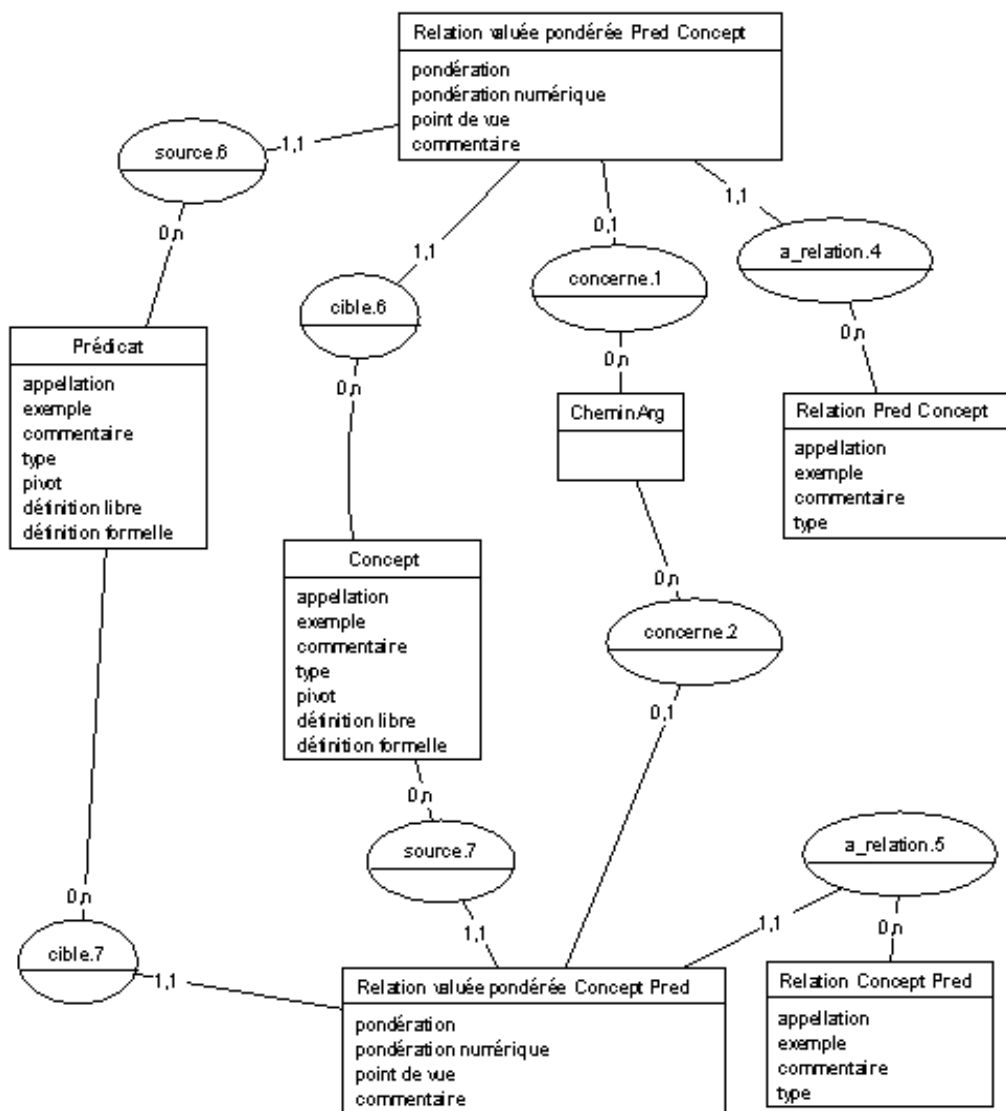 Relation valuée pondérée Pred Concept
pondération
pondération numérique
point de vue
commentaire
source.6
1,1
0,n
1,1
0,1
1,1
cible.6
concerne.1
a_relation.4
0,n
0,n
0,n
Prédicat
appellation
exemple
commentaire
type
pivot
définition libre
définition formelle
CheminArg
Relation Pred Concept
appellation
exemple
commentaire
type
Concept
appellation
exemple
commentaire
type
pivot
définition libre
définition formelle
0,n
concerne.2
0,1
0,n
source.7
1,1
a_relation.5
1,1
0,n
0,n
cible.7
1,1
Relation valuée pondérée Concept Pred
pondération
pondération numérique
point de vue
commentaire
Relation Concept Pred
appellation
exemple
commentaire
type